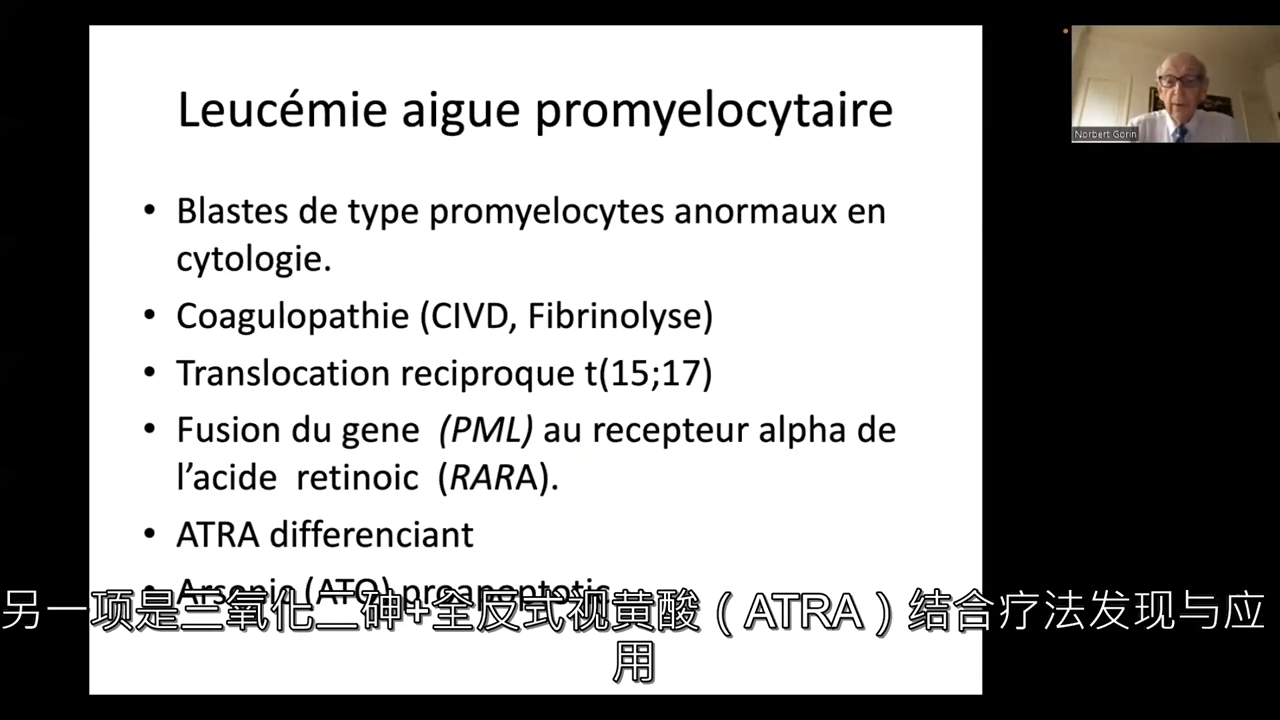 Leucémie aigue promyelocytaire
• Blastes de type promyelocytes anormaux en
cytologie.
• Coagulopathie (CIVD, Fibrinolyse)
• Translocation reciproque t(15;17)
• Fusion du gene (PML) au recepteur alpha de
l'acide retinoic (RARA).
• ATRA differenciant
• Arsenic (ATO) proapoptotic
另一项是三氧化二砷+全反式视黄酸（ATRA）结合疗法发现与应
用
Norbert Gorin